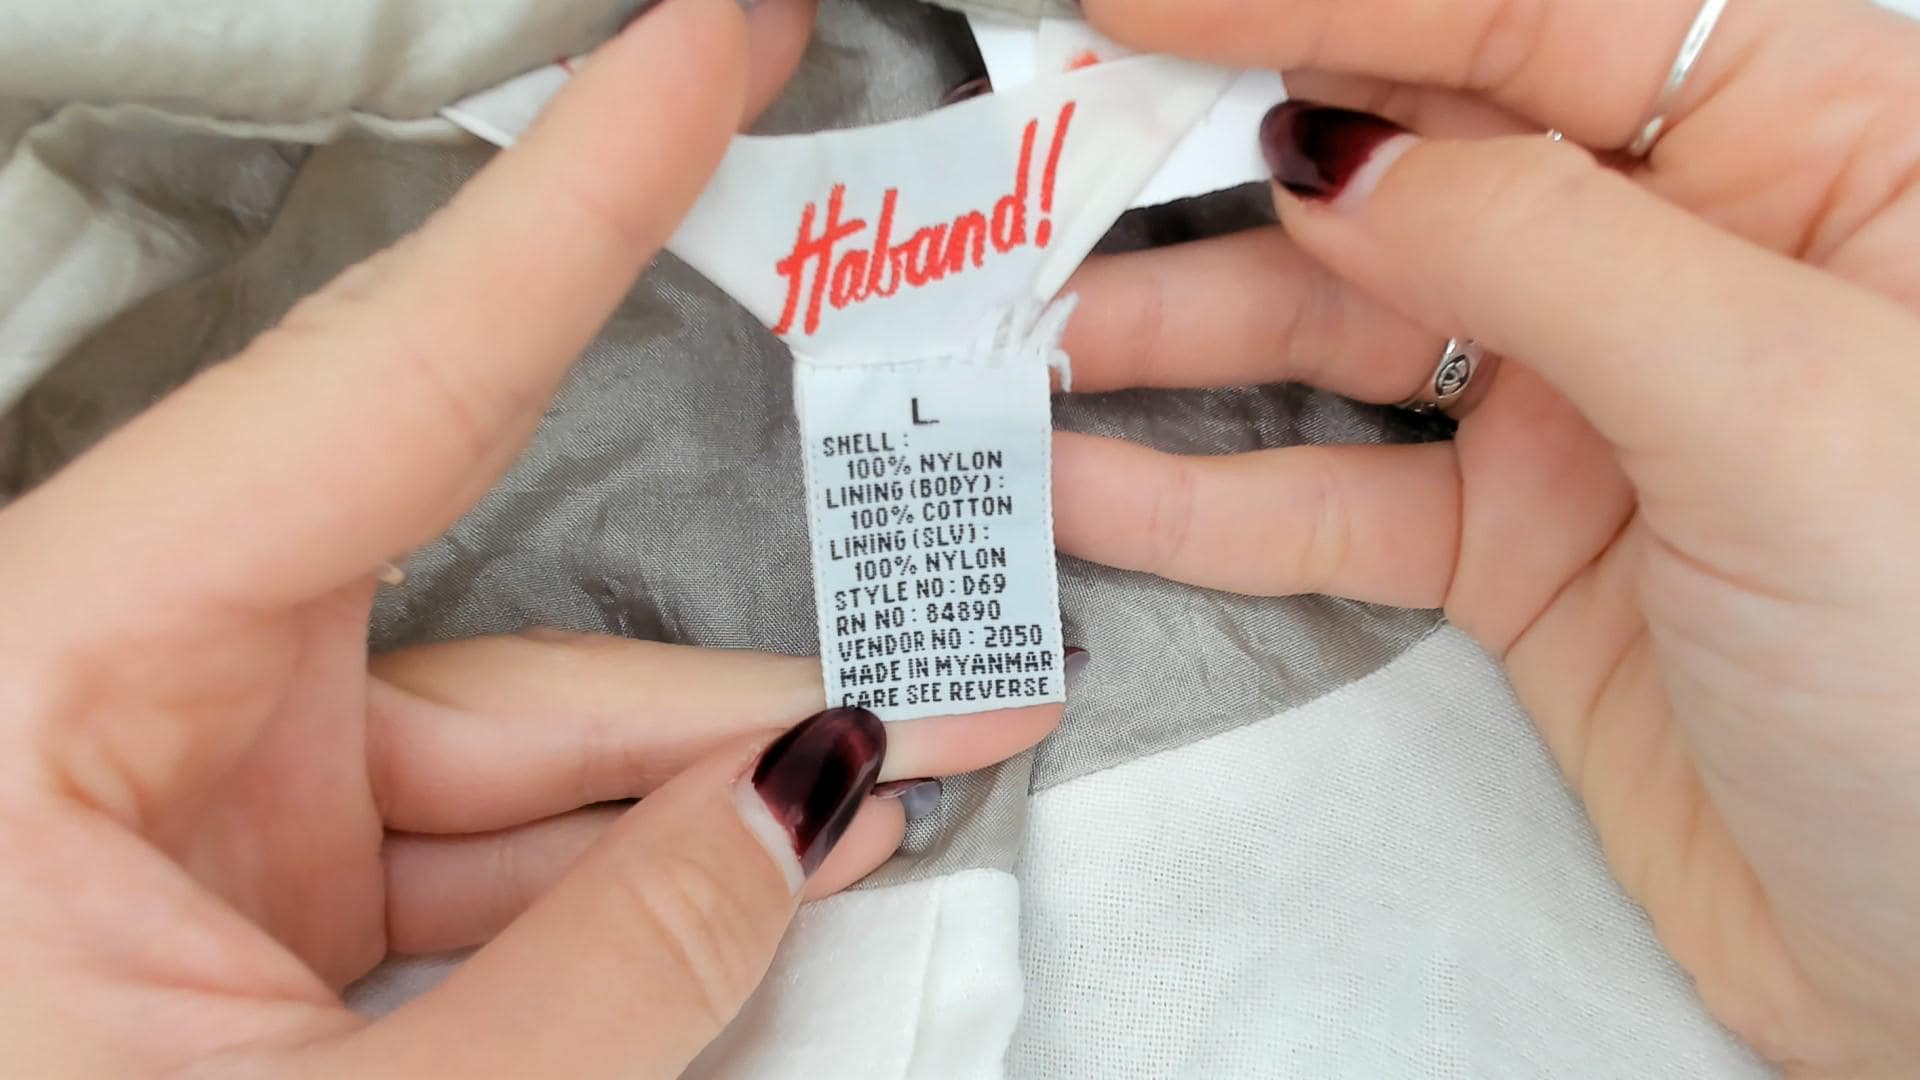 Haband!
L
SHELL :
100% NYLON
LINING (BODY) :
100% COTTON
LINING (SLV) :
100% NYLON
STYLE NO : D69
RN NO : 84890
VENDOR NO : 2050
MADE IN MYANMAR
CARE SEE REVERSE